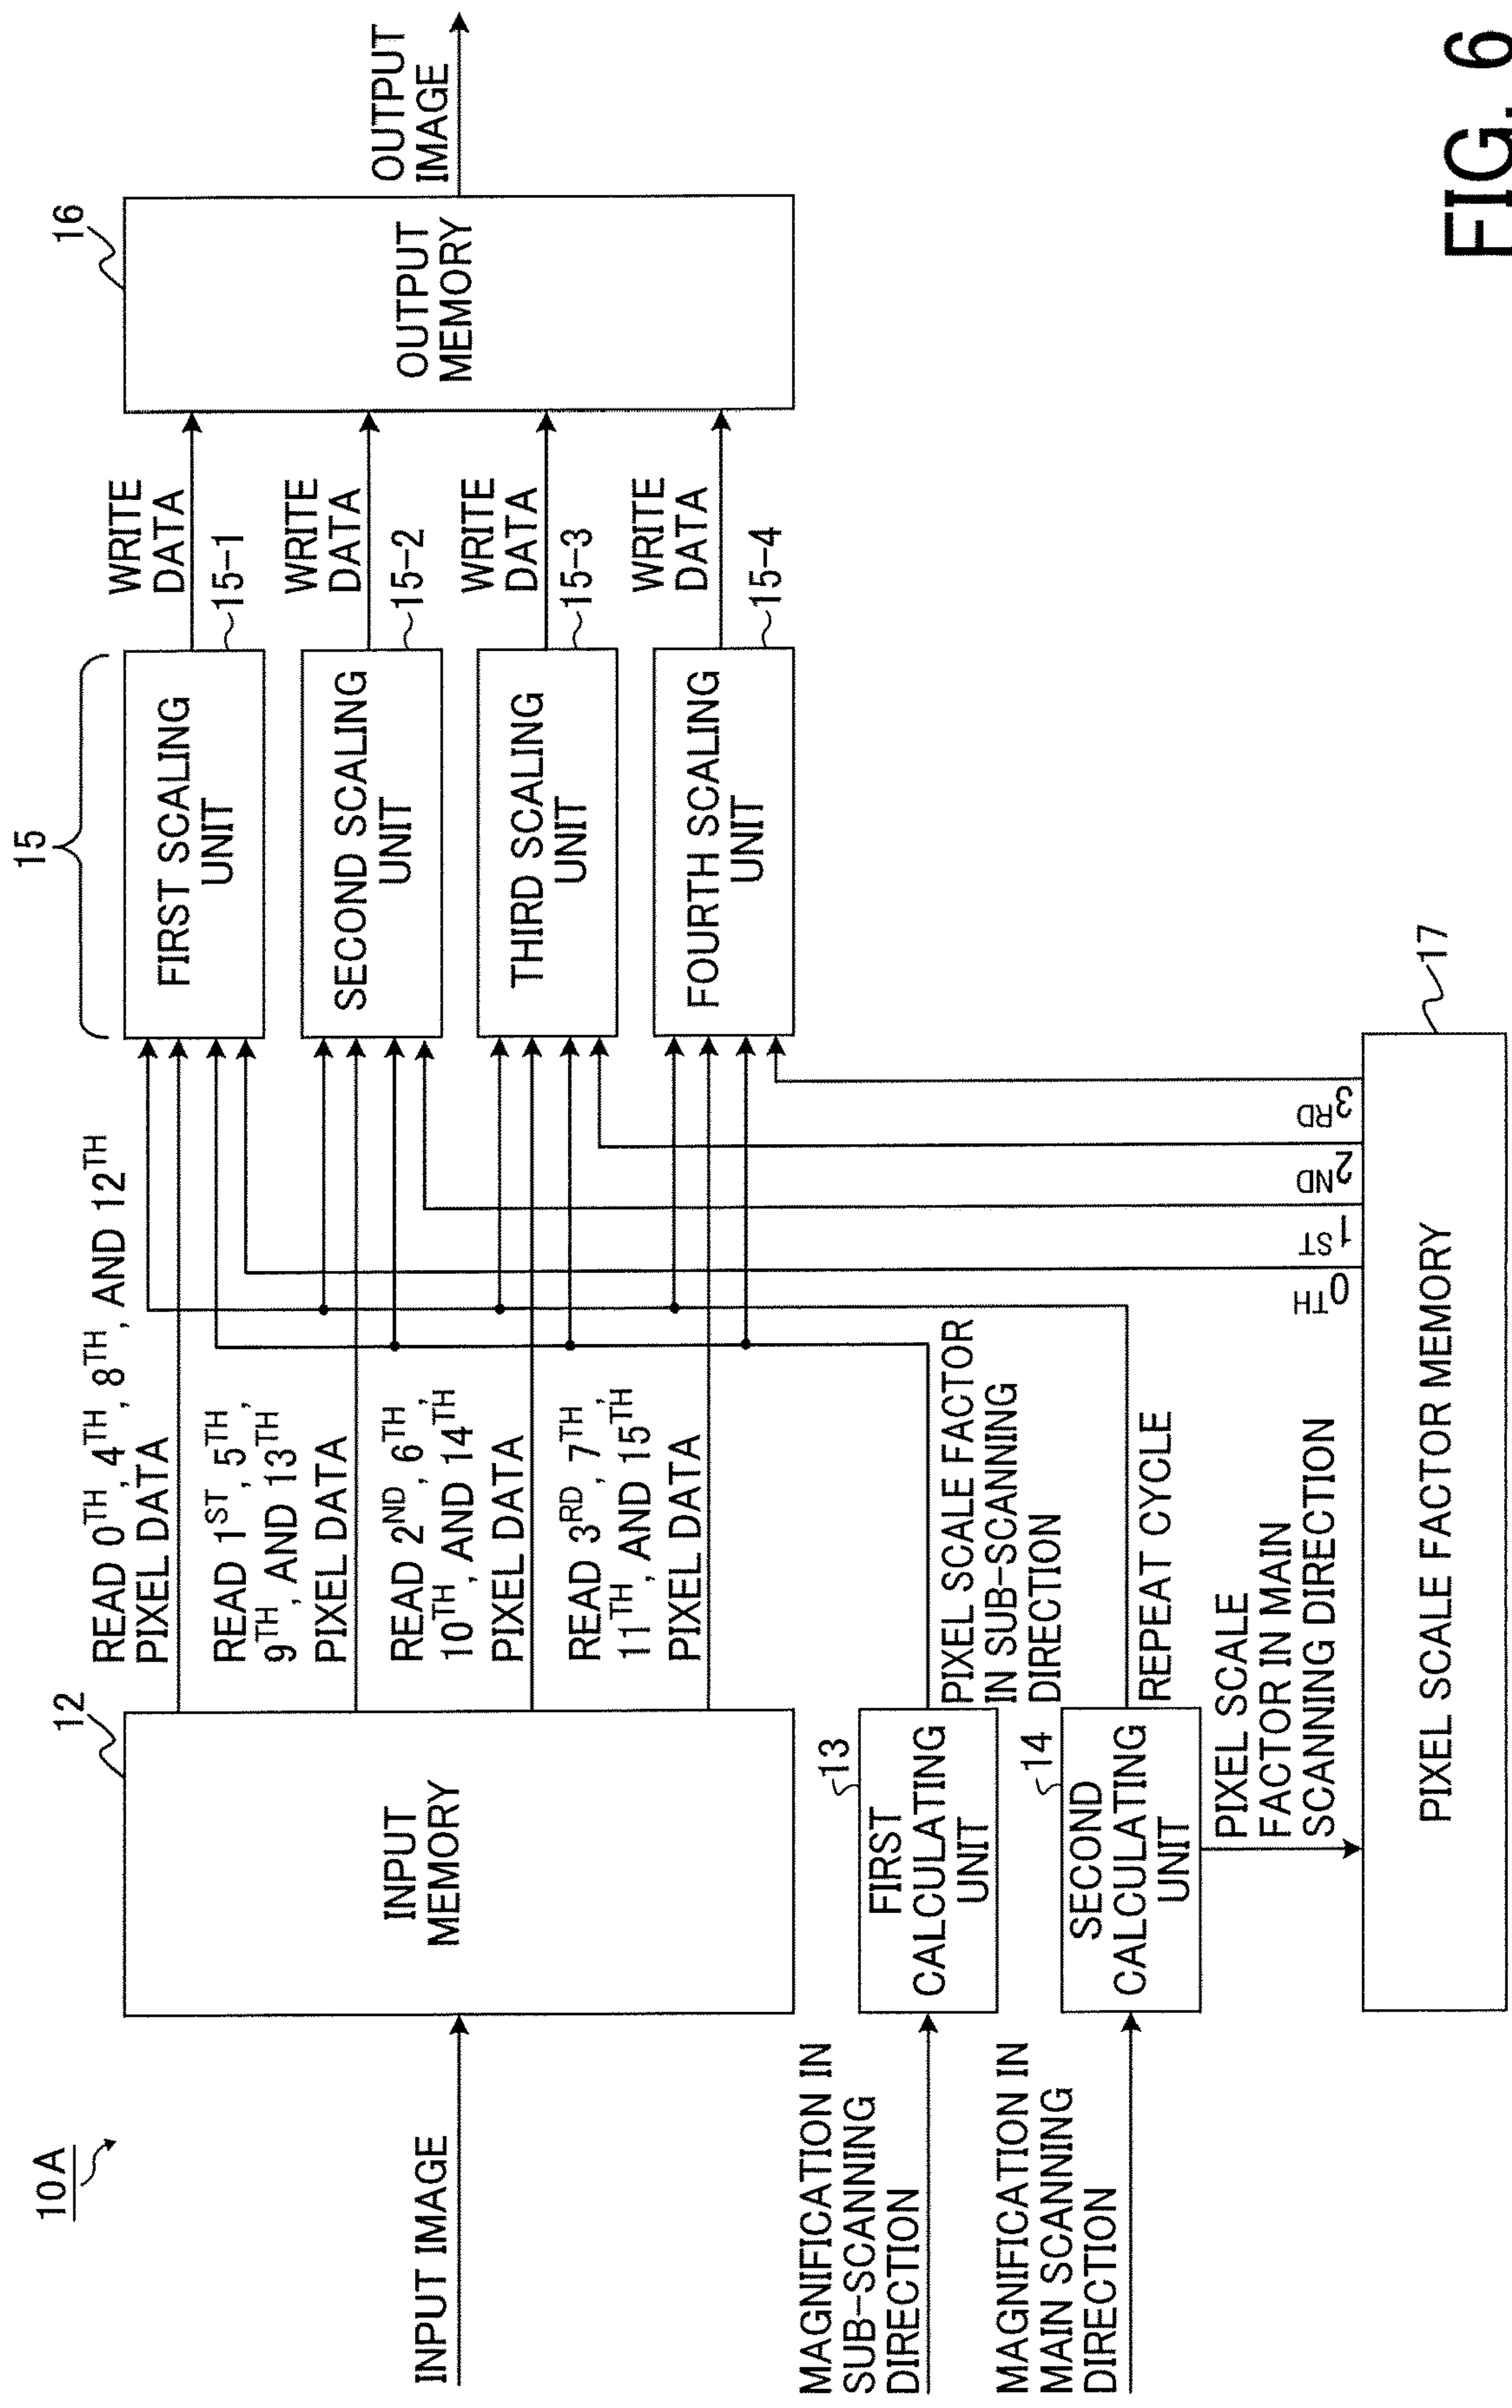 10A
15
INPUT IMAGE
12
INPUT
MEMORY
READ 0TH, 4TH, 8TH, AND 12TH
PIXEL DATA
READ 1ST, 5TH,
9TH, AND 13TH
PIXEL DATA
READ 2ND, 6TH,
10TH, AND 14TH
PIXEL DATA
READ 3RD, 7TH,
11TH, AND 15TH
PIXEL DATA
FIRST SCALING
UNIT
15-1
SECOND SCALING
UNIT
15-2
THIRD SCALING
UNIT
15-3
FOURTH SCALING
UNIT
15-4
WRITE
DATA
WRITE
DATA
WRITE
DATA
WRITE
DATA
16
OUTPUT
MEMORY
OUTPUT
IMAGE
MAGNIFICATION IN
SUB-SCANNING
DIRECTION
13
FIRST
CALCULATING
UNIT
PIXEL SCALE FACTOR
IN SUB-SCANNING
DIRECTION
MAGNIFICATION IN
MAIN SCANNING
DIRECTION
14
SECOND
CALCULATING
UNIT
REPEAT CYCLE
PIXEL SCALE
FACTOR IN MAIN
SCANNING DIRECTION
0TH
1ST
2ND
3RD
17
PIXEL SCALE FACTOR MEMORY
FIG. 6